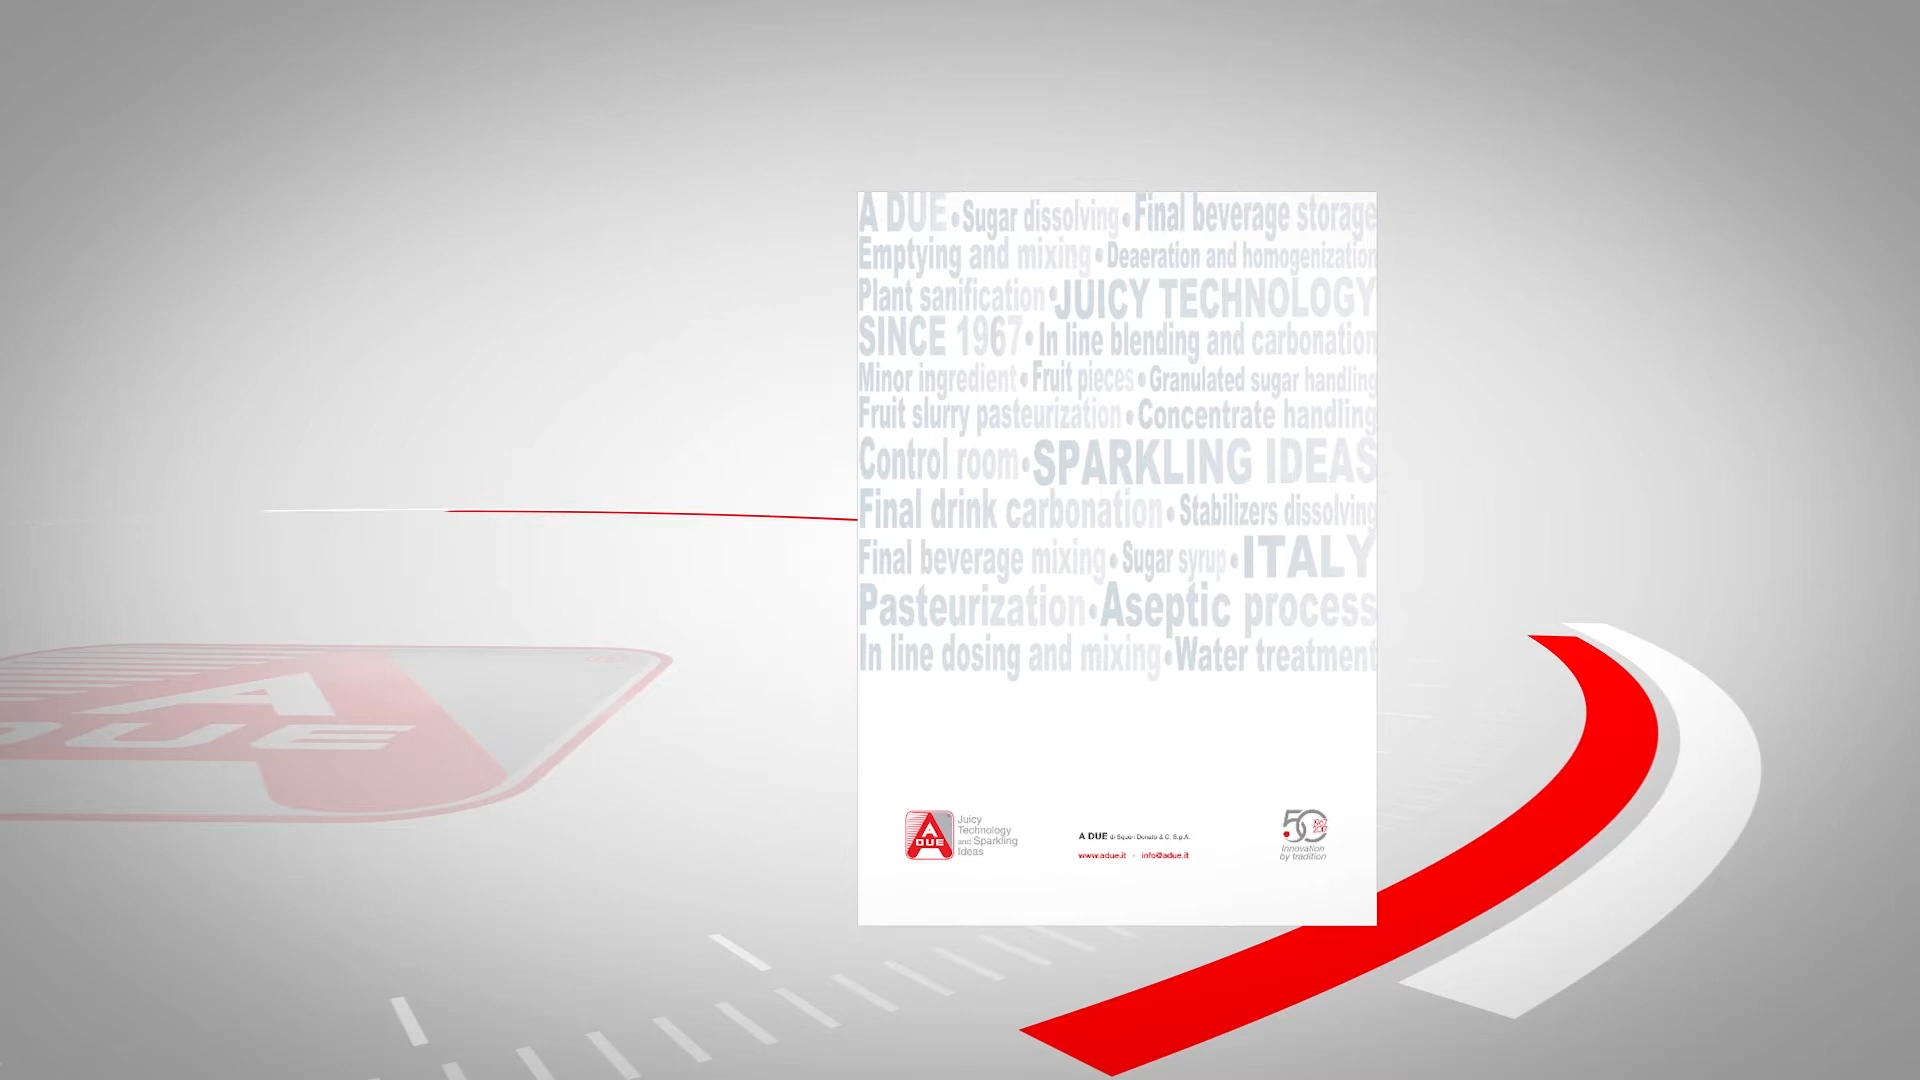 A DUE • Sugar dissolving • Final beverage storage
Emptying and mixing • Deaeration and homogenization
Plant sanification • JUICY TECHNOLOGY
SINCE 1967 • In line blending and carbonation
Minor ingredient • Fruit pieces • Granulated sugar handling
Fruit slurry pasteurization • Concentrate handling
Control room • SPARKLING IDEAS
Final drink carbonation • Stabilizers dissolving
Final beverage mixing • Sugar syrup • ITALY
Pasteurization • Aseptic process
In line dosing and mixing • Water treatment
A
DUE
A
DUE
Juicy
Technology
and Sparkling
Ideas
A DUE di Squeri Donato & C. S.p.A.
www.adue.it - info@adue.it
50
1967
2017
Innovation
by tradition